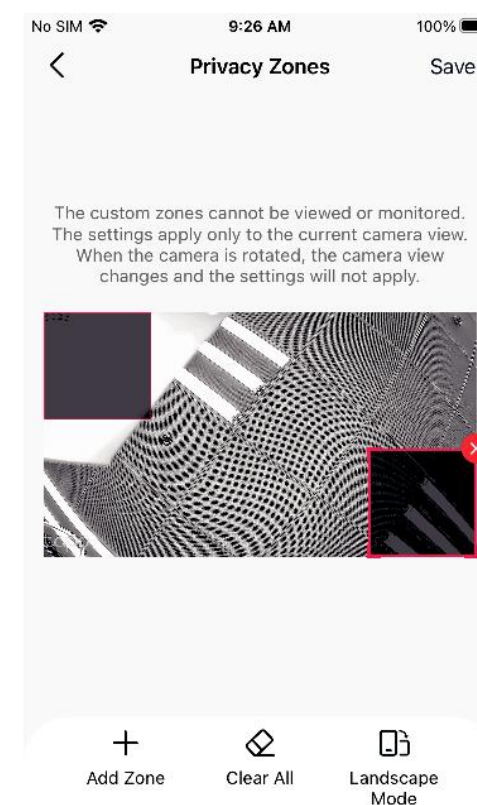 No SIM 9:26 AM 100%
Privacy Zones Save
The custom zones cannot be viewed or monitored.
The settings apply only to the current camera view.
When the camera is rotated, the camera view
changes and the settings will not apply.
Add Zone Clear All Landscape
Mode